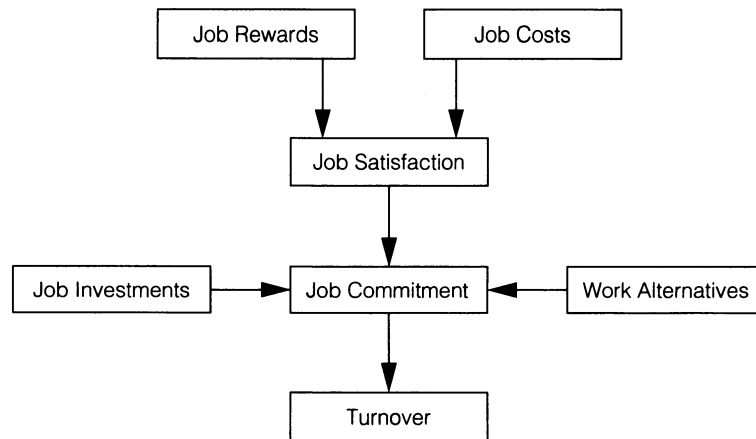 Job Rewards
Job Costs
Job Satisfaction
Job Investments
Job Commitment
Work Alternatives
Turnover